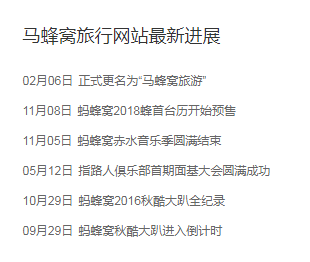 马蜂窝旅行网站最新进展
02月06日 正式更名为“马蜂窝旅游”
11月08日 蚂蜂窝2018蜂首台历开始预售
11月05日 蚂蜂窝赤水音乐季圆满结束
05月12日 指路人俱乐部首期面基大会圆满成功
10月29日 蚂蜂窝2016秋酷大趴全纪录
09月29日 蚂蜂窝秋酷大趴进入倒计时